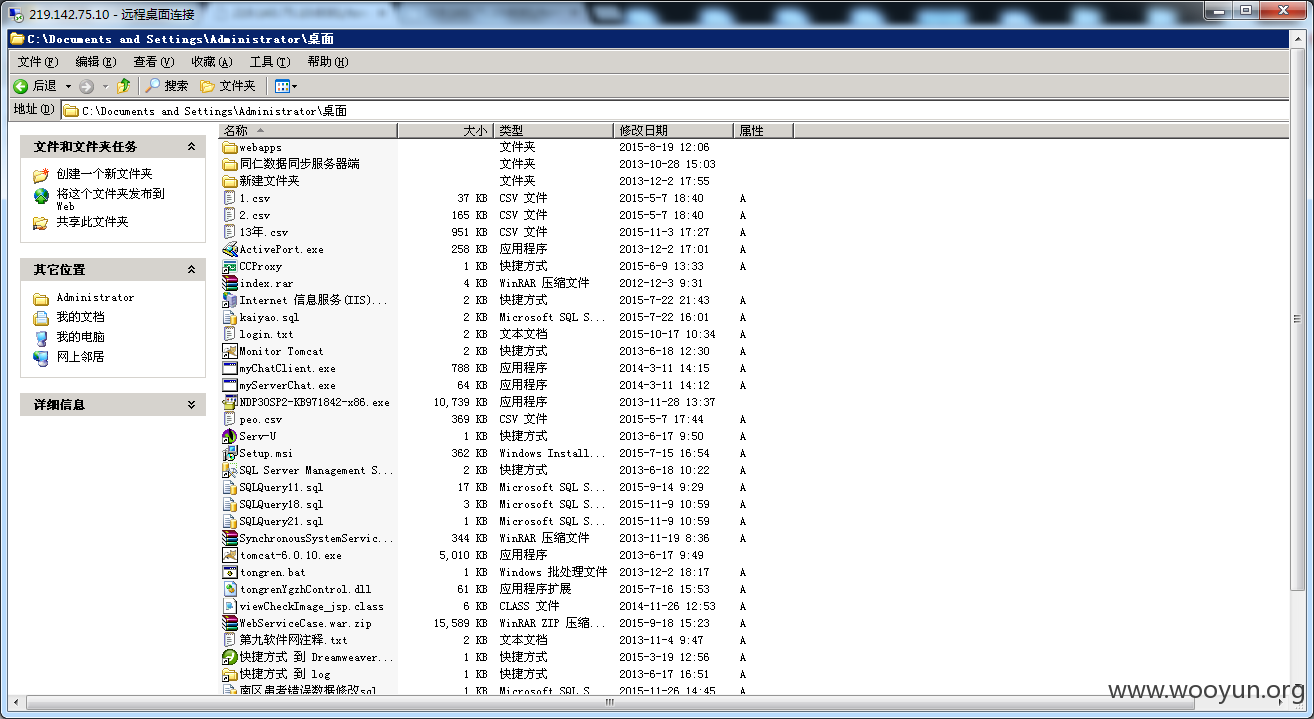 219.142.75.10 - 远程桌面连接
C:\Documents and Settings\Administrator\桌面
文件(F) 编辑(E) 查看(V) 收藏(A) 工具(T) 帮助(H)
后退 搜索 文件夹
地址(D) C:\Documents and Settings\Administrator\桌面
文件和文件夹任务
创建一个新文件夹
将这个文件夹发布到
Web
共享此文件夹
其它位置
Administrator
我的文档
我的电脑
网上邻居
详细信息
名称 大小 类型 修改日期 属性
webapps 文件夹 2015-8-19 12:06
同仁数据同步服务器端 文件夹 2013-10-28 15:03
新建文件夹 文件夹 2013-12-2 17:55
1.csv 37 KB CSV 文件 2015-5-7 18:40 A
2.csv 165 KB CSV 文件 2015-5-7 18:40 A
13年.csv 951 KB CSV 文件 2015-11-3 17:27 A
ActivePort.exe 258 KB 应用程序 2013-12-2 17:01 A
CCProxy 1 KB 快捷方式 2015-6-9 13:33 A
index.rar 4 KB WinRAR 压缩文件 2012-12-3 9:31
Internet 信息服务(IIS)... 2 KB 快捷方式 2015-7-22 21:43 A
kaiyao.sql 2 KB Microsoft SQL S... 2015-7-22 16:01 A
login.txt 2 KB 文本文档 2015-10-17 10:34 A
Monitor Tomcat 2 KB 快捷方式 2013-6-18 12:30 A
myChatClient.exe 788 KB 应用程序 2014-3-11 14:15 A
myServerChat.exe 64 KB 应用程序 2014-3-11 14:12 A
NDP30SP2-KB971842-x86.exe 10,739 KB 应用程序 2013-11-28 13:37
peo.csv 369 KB CSV 文件 2015-5-7 17:44 A
Serv-U 1 KB 快捷方式 2013-6-17 9:50 A
Setup.msi 362 KB Windows Install... 2015-7-15 16:54 A
SQL Server Management S... 2 KB 快捷方式 2013-6-18 10:22 A
SQLQuery11.sql 17 KB Microsoft SQL S... 2015-9-14 9:29 A
SQLQuery18.sql 3 KB Microsoft SQL S... 2015-11-9 10:59 A
SQLQuery21.sql 1 KB Microsoft SQL S... 2015-11-9 10:59 A
SynchronousSystemServic... 344 KB WinRAR 压缩文件 2013-11-19 8:36 A
tomcat-6.0.10.exe 5,010 KB 应用程序 2013-6-17 9:49 A
tongren.bat 1 KB Windows 批处理文件 2013-12-2 18:17 A
tongrenYgzhControl.dll 61 KB 应用程序扩展 2015-7-16 15:53 A
viewCheckImage_jsp.class 6 KB CLASS 文件 2014-11-26 12:53 A
WebServiceCase.war.zip 15,589 KB WinRAR ZIP 压缩... 2015-9-18 15:23 A
第九软件网注释.txt 2 KB 文本文档 2013-11-4 9:47 A
快捷方式 到 Dreamweaver... 1 KB 快捷方式 2015-3-19 12:56 A
快捷方式 到 log 1 KB 快捷方式 2013-6-17 16:51 A
南区患者错误数据修改.sql 1 KB Microsoft SQL S 2015-11-26 14:45 A
www.wooyun.org